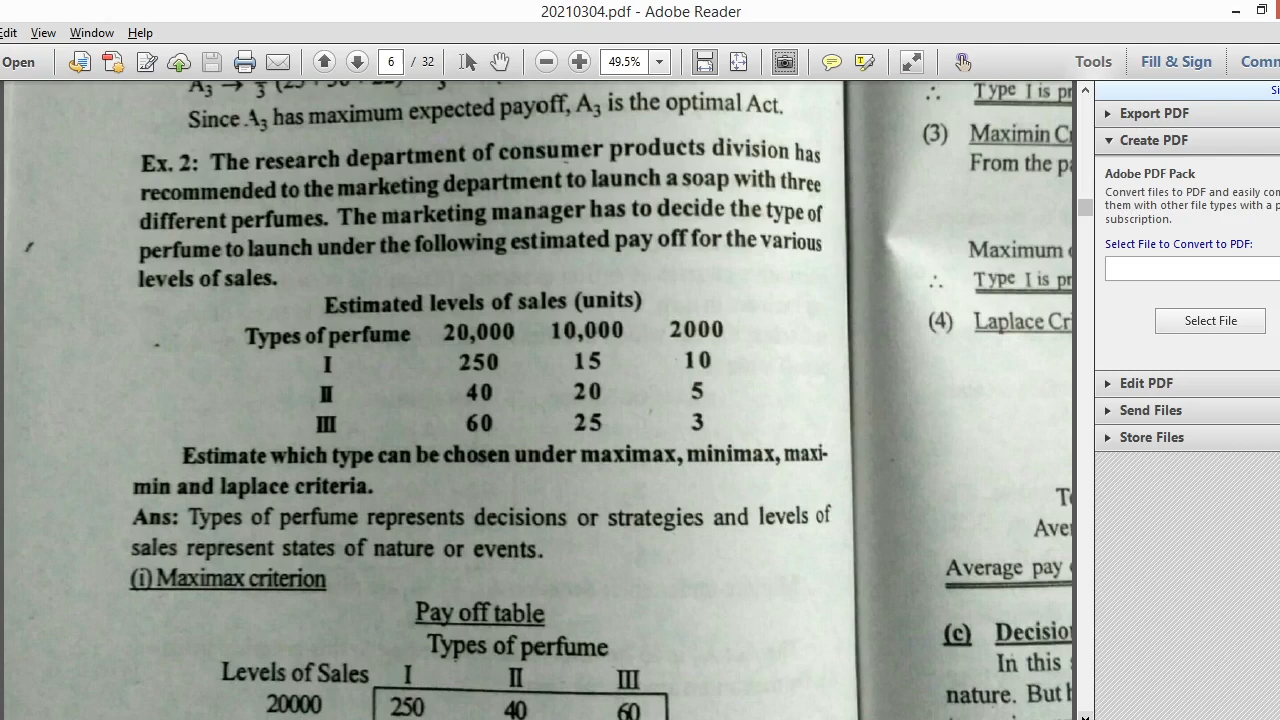 20210304.pdf - Adobe Reader
Edit View Window Help
Open 6 / 32 49.5% Tools Fill & Sign
Export PDF
Create PDF
Adobe PDF Pack
Convert files to PDF and easily
them with other file types with a
subscription.
Select File to Convert to PDF:
Select File
Edit PDF
Send Files
Store Files
Since A3 has maximum expected payoff, A3 is the optimal Act.
Ex. 2: The research department of consumer products division has
recommended to the marketing department to launch a soap with three
different perfumes. The marketing manager has to decide the type of
perfume to launch under the following estimated pay off for the various
levels of sales.
Estimated levels of sales (units)
Types of perfume 20,000 10,000 2000
I 250 15 10
II 40 20 5
III 60 25 3
Estimate which type can be chosen under maximax, minimax, maxi-
min and laplace criteria.
Ans: Types of perfume represents decisions or strategies and levels of
sales represent states of nature or events.
(i) Maximax criterion
Pay off table
Types of perfume
Levels of Sales I II III
20000 250 40 60
∴ Type I is
(3) Maximin
From the
Maximum
∴ Type I is
(4) Laplace
Average pay
(c)
In this
nature. But